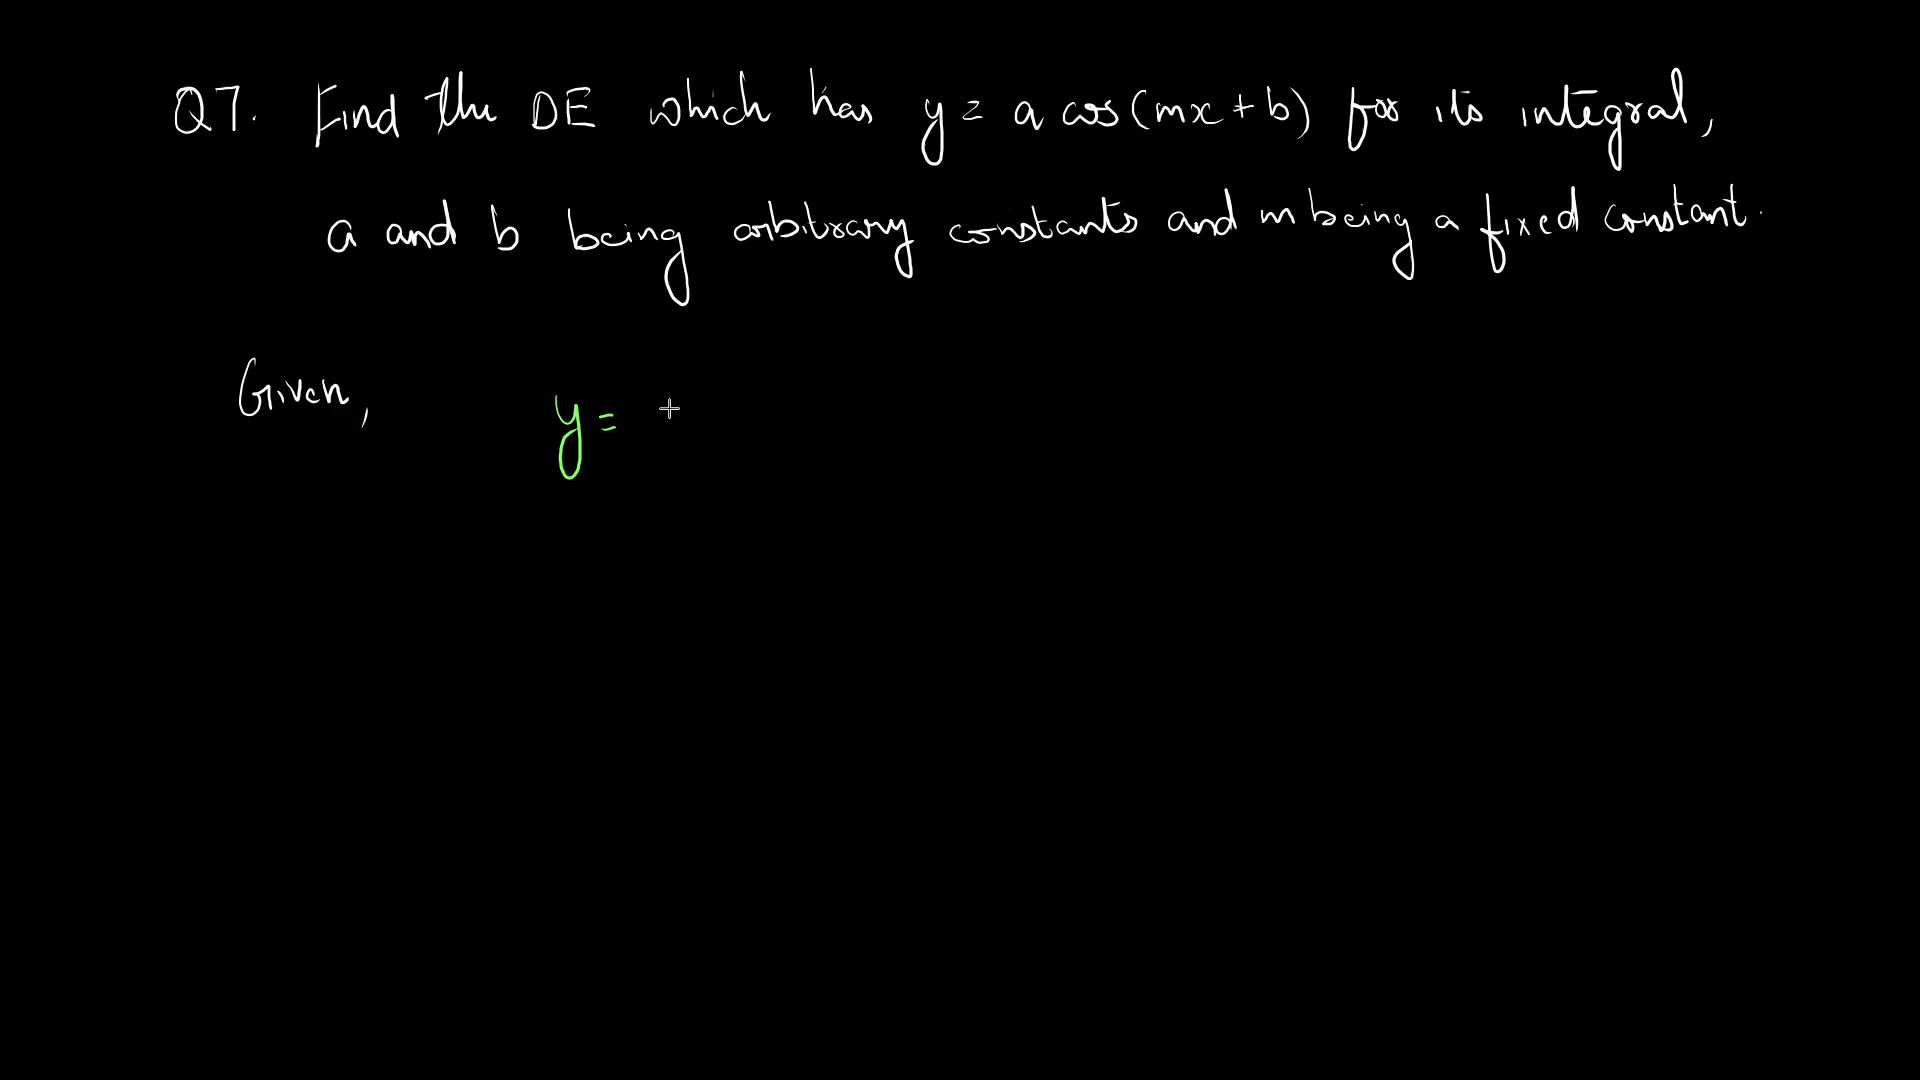 Q7. Find the DE which has y = a cos(mx + b) for its integral,
a and b being arbitrary constants and m being a fixed constant.
Given, y =